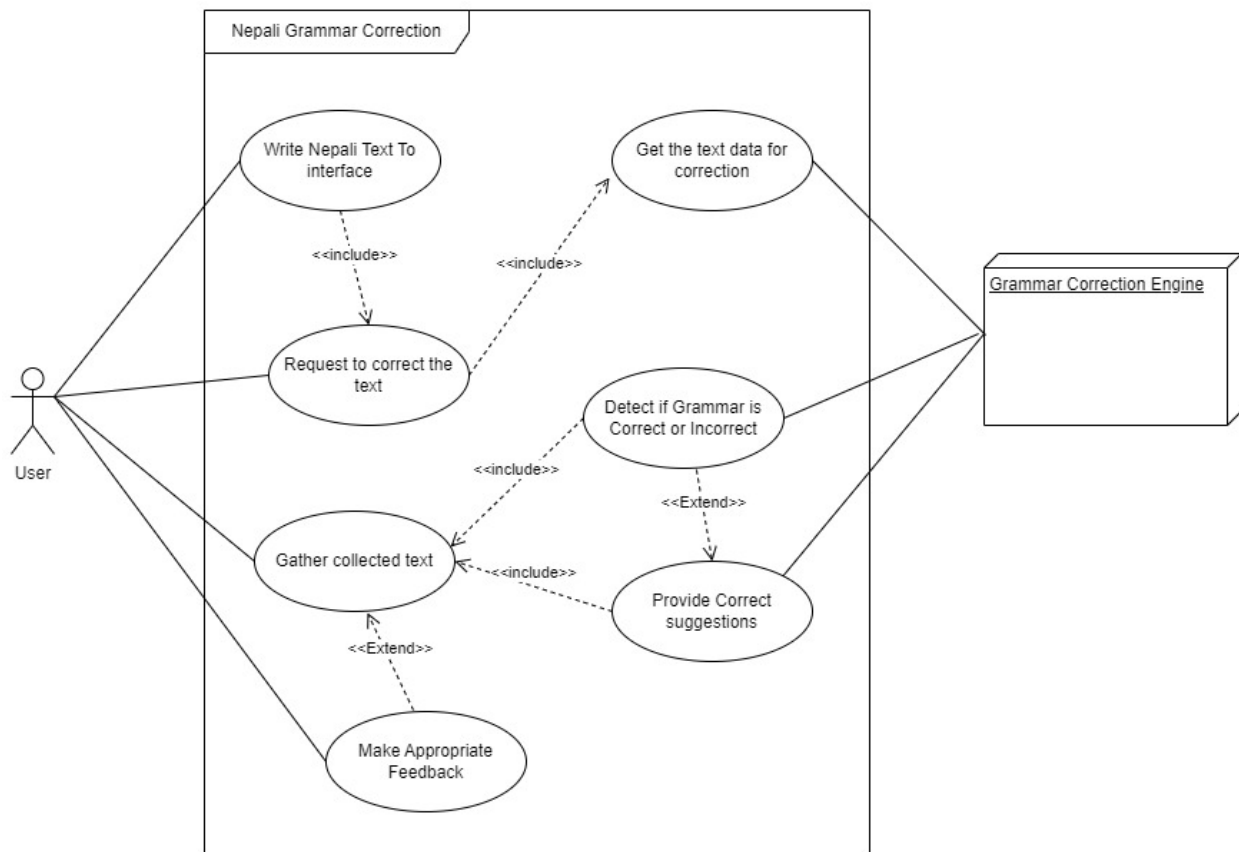 Nepali Grammar Correction
Write Nepali Text To
interface
Get the text data for
correction
<<include>>
<<include>>
Grammar Correction Engine
Request to correct the
text
Detect if Grammar is
Correct or Incorrect
User
<<include>>
<<Extend>>
Gather collected text
<<include>>
Provide Correct
suggestions
<<Extend>>
Make Appropriate
Feedback